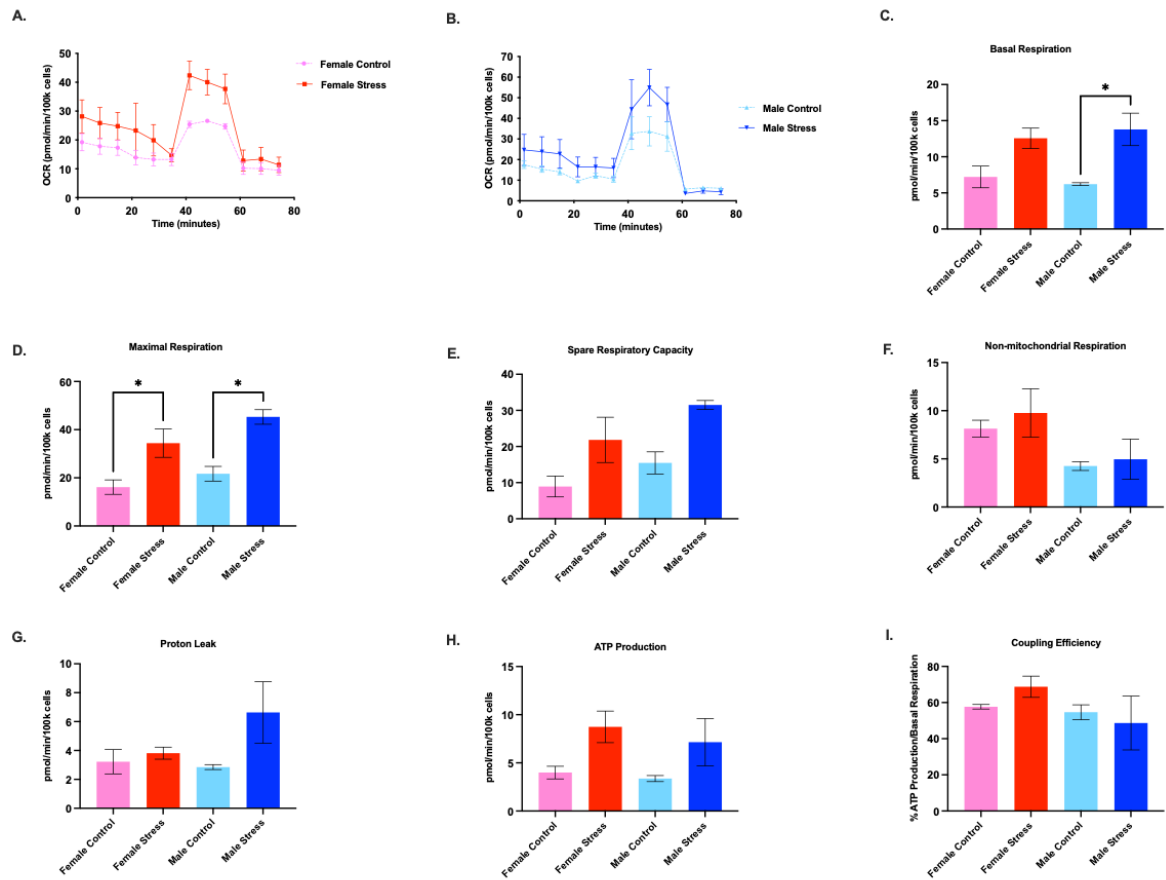 A.
OCR (pmol/min/100k cells)
50
40
30
20
10
0
0 20 40 60 80
Time (minutes)
Female Control
Female Stress
B.
OCR (pmol/min/100k cells)
70
60
50
40
30
20
10
0
0 20 40 60 80
Time (minutes)
Male Control
Male Stress
C.
Basal Respiration
pmol/min/100k cells
20
15
10
5
0
*
Female Control
Female Stress
Male Control
Male Stress
D.
Maximal Respiration
pmol/min/100k cells
60
40
20
0
* *
Female Control
Female Stress
Male Control
Male Stress
E.
Spare Respiratory Capacity
pmol/min/100k cells
40
30
20
10
0
Female Control
Female Stress
Male Control
Male Stress
F.
Non-mitochondrial Respiration
pmol/min/100k cells
15
10
5
0
Female Control
Female Stress
Male Control
Male Stress
G.
Proton Leak
pmol/min/100k cells
10
8
6
4
2
0
Female Control
Female Stress
Male Control
Male Stress
H.
ATP Production
pmol/min/100k cells
15
10
5
0
Female Control
Female Stress
Male Control
Male Stress
I.
Coupling Efficiency
% ATP Production/Basal Respiration
80
60
40
20
0
Female Control
Female Stress
Male Control
Male Stress